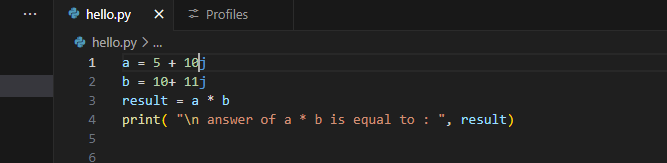 ··· hello.py × Profiles
hello.py > ...
1 a = 5 + 10j
2 b = 10+ 11j
3 result = a * b
4 print( "\n answer of a * b is equal to : ", result)
5
6